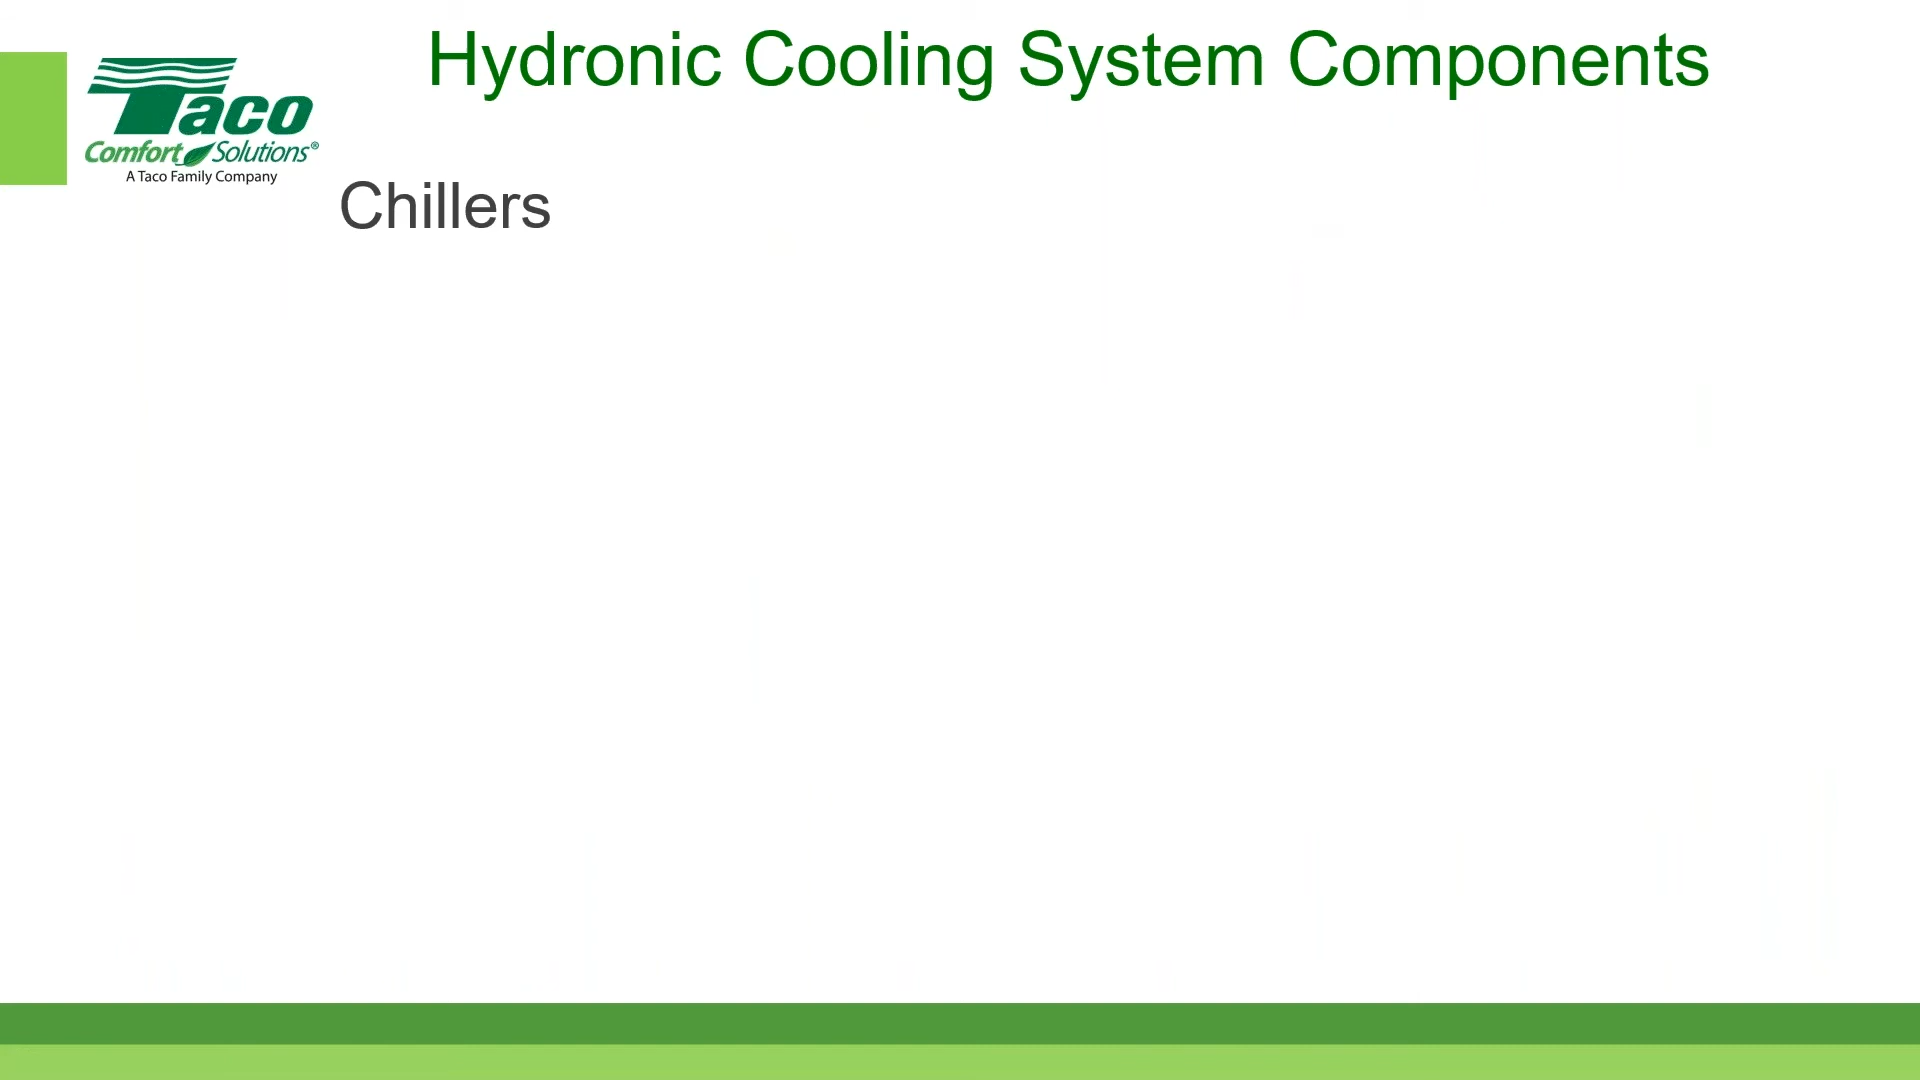 Hydronic Cooling System Components
Taco
Comfort Solutions®
A Taco Family Company
Chillers